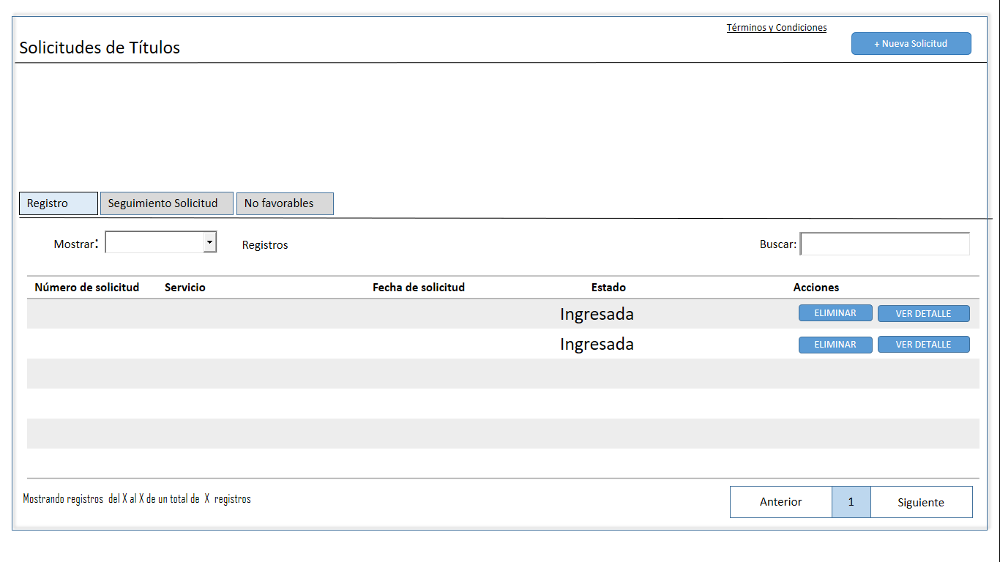 Términos y Condiciones
Solicitudes de Títulos
+ Nueva Solicitud
Registro Seguimiento Solicitud No favorables
Mostrar: Registros Buscar:
Número de solicitud Servicio Fecha de solicitud Estado Acciones
Ingresada ELIMINAR VER DETALLE
Ingresada ELIMINAR VER DETALLE
Mostrando registros del X al X de un total de X registros
Anterior 1 Siguiente